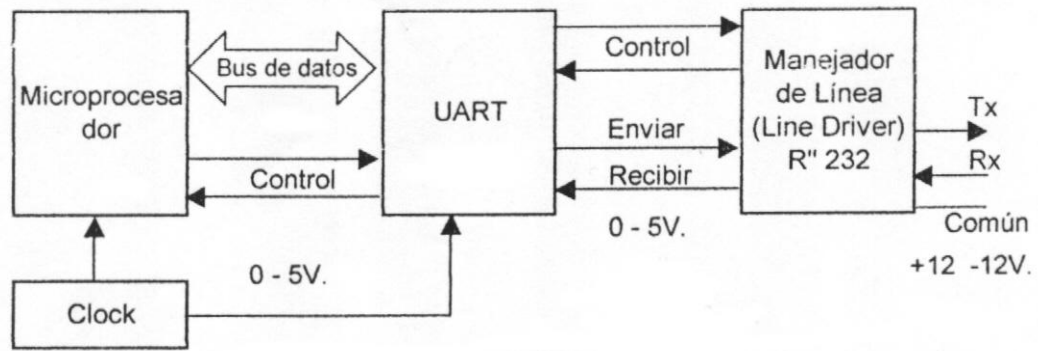 Microprocesa
dor
Bus de datos
Control
UART
Control
Enviar
Recibir
0 - 5V.
Manejador
de Línea
(Line Driver)
R" 232
Tx
Rx
Común
+12 -12V.
0 - 5V.
Clock